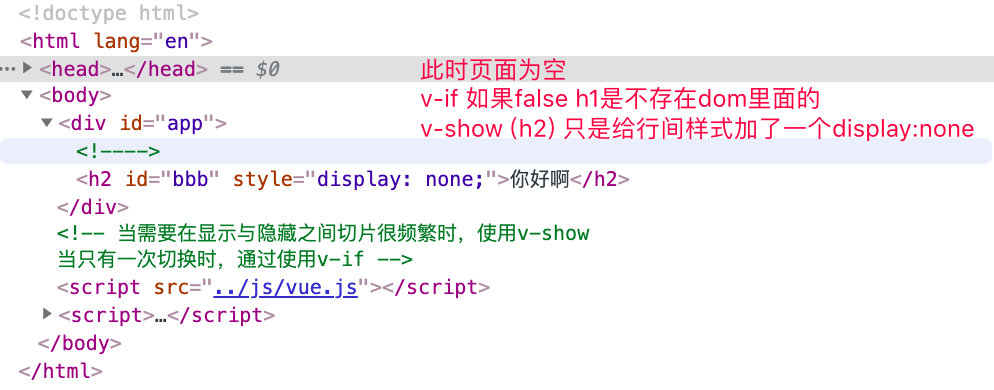 <!doctype html>
<html lang="en">
…▶<head>…</head> == $0 此时页面为空
▼<body> v-if 如果false h1是不存在dom里面的
▼<div id="app"> v-show (h2) 只是给行间样式加了一个display:none
<!---->
<h2 id="bbb" style="display: none;">你好啊</h2>
</div>
<!-- 当需要在显示与隐藏之间切片很频繁时，使用v-show
当只有一次切换时，通过使用v-if -->
<script src="../js/vue.js"></script>
▶<script>…</script>
</body>
</html>